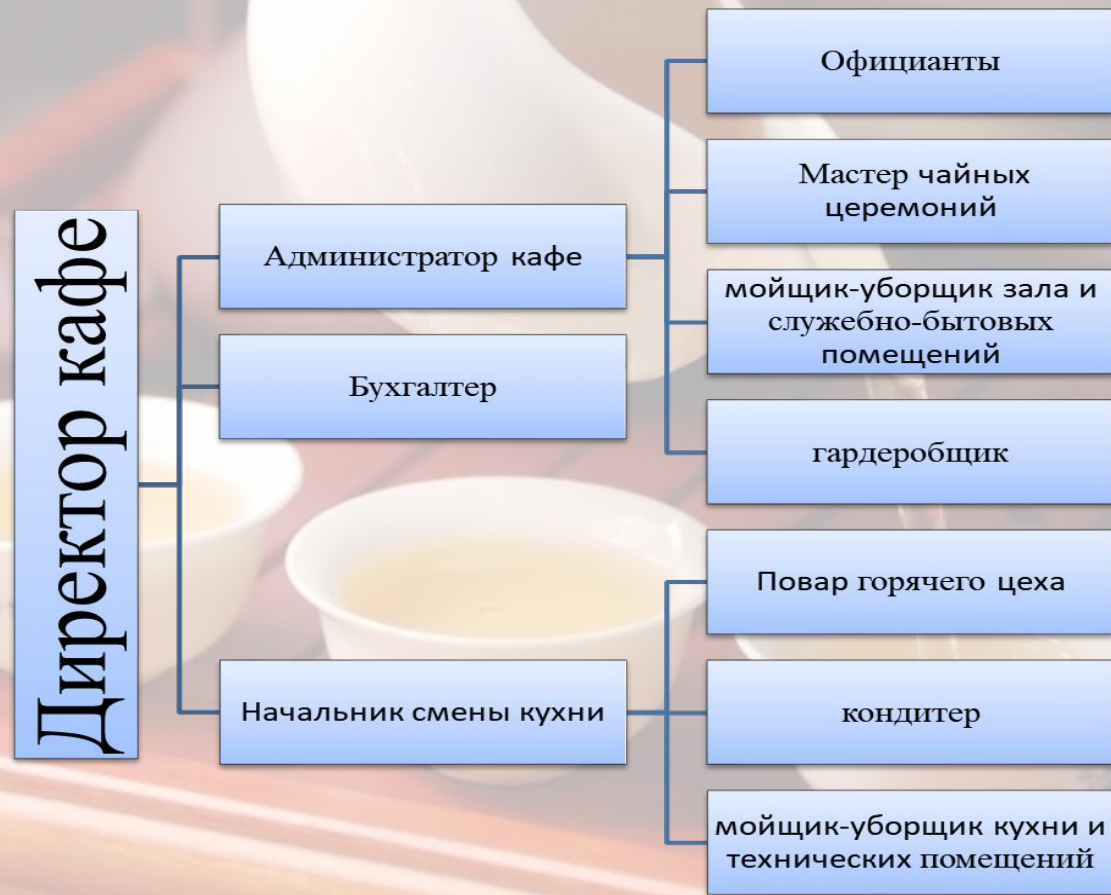 Директор кафе
Администратор кафе
Бухгалтер
Начальник смены кухни
Официанты
Мастер чайных
церемоний
мойщик-уборщик зала и
служебно-бытовых
помещений
гардеробщик
Повар горячего цеха
кондитер
мойщик-уборщик кухни и
технических помещений